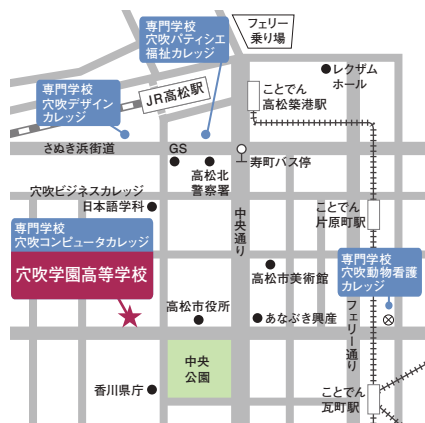 フェリー
乗り場
専門学校
穴吹パティシエ
福祉カレッジ
レクザム
ホール
JR高松駅
ことでん
高松築港駅
専門学校
穴吹デザイン
カレッジ
さぬき浜街道
GS
高松北
警察署
寿町バス停
穴吹ビジネスカレッジ
日本語学科
中央通り
ことでん
片原町駅
専門学校
穴吹コンピュータカレッジ
穴吹学園高等学校
高松市美術館
専門学校
穴吹動物看護
カレッジ
高松市役所
あなぶき興産
フェリー通り
中央
公園
香川県庁
ことでん
瓦町駅